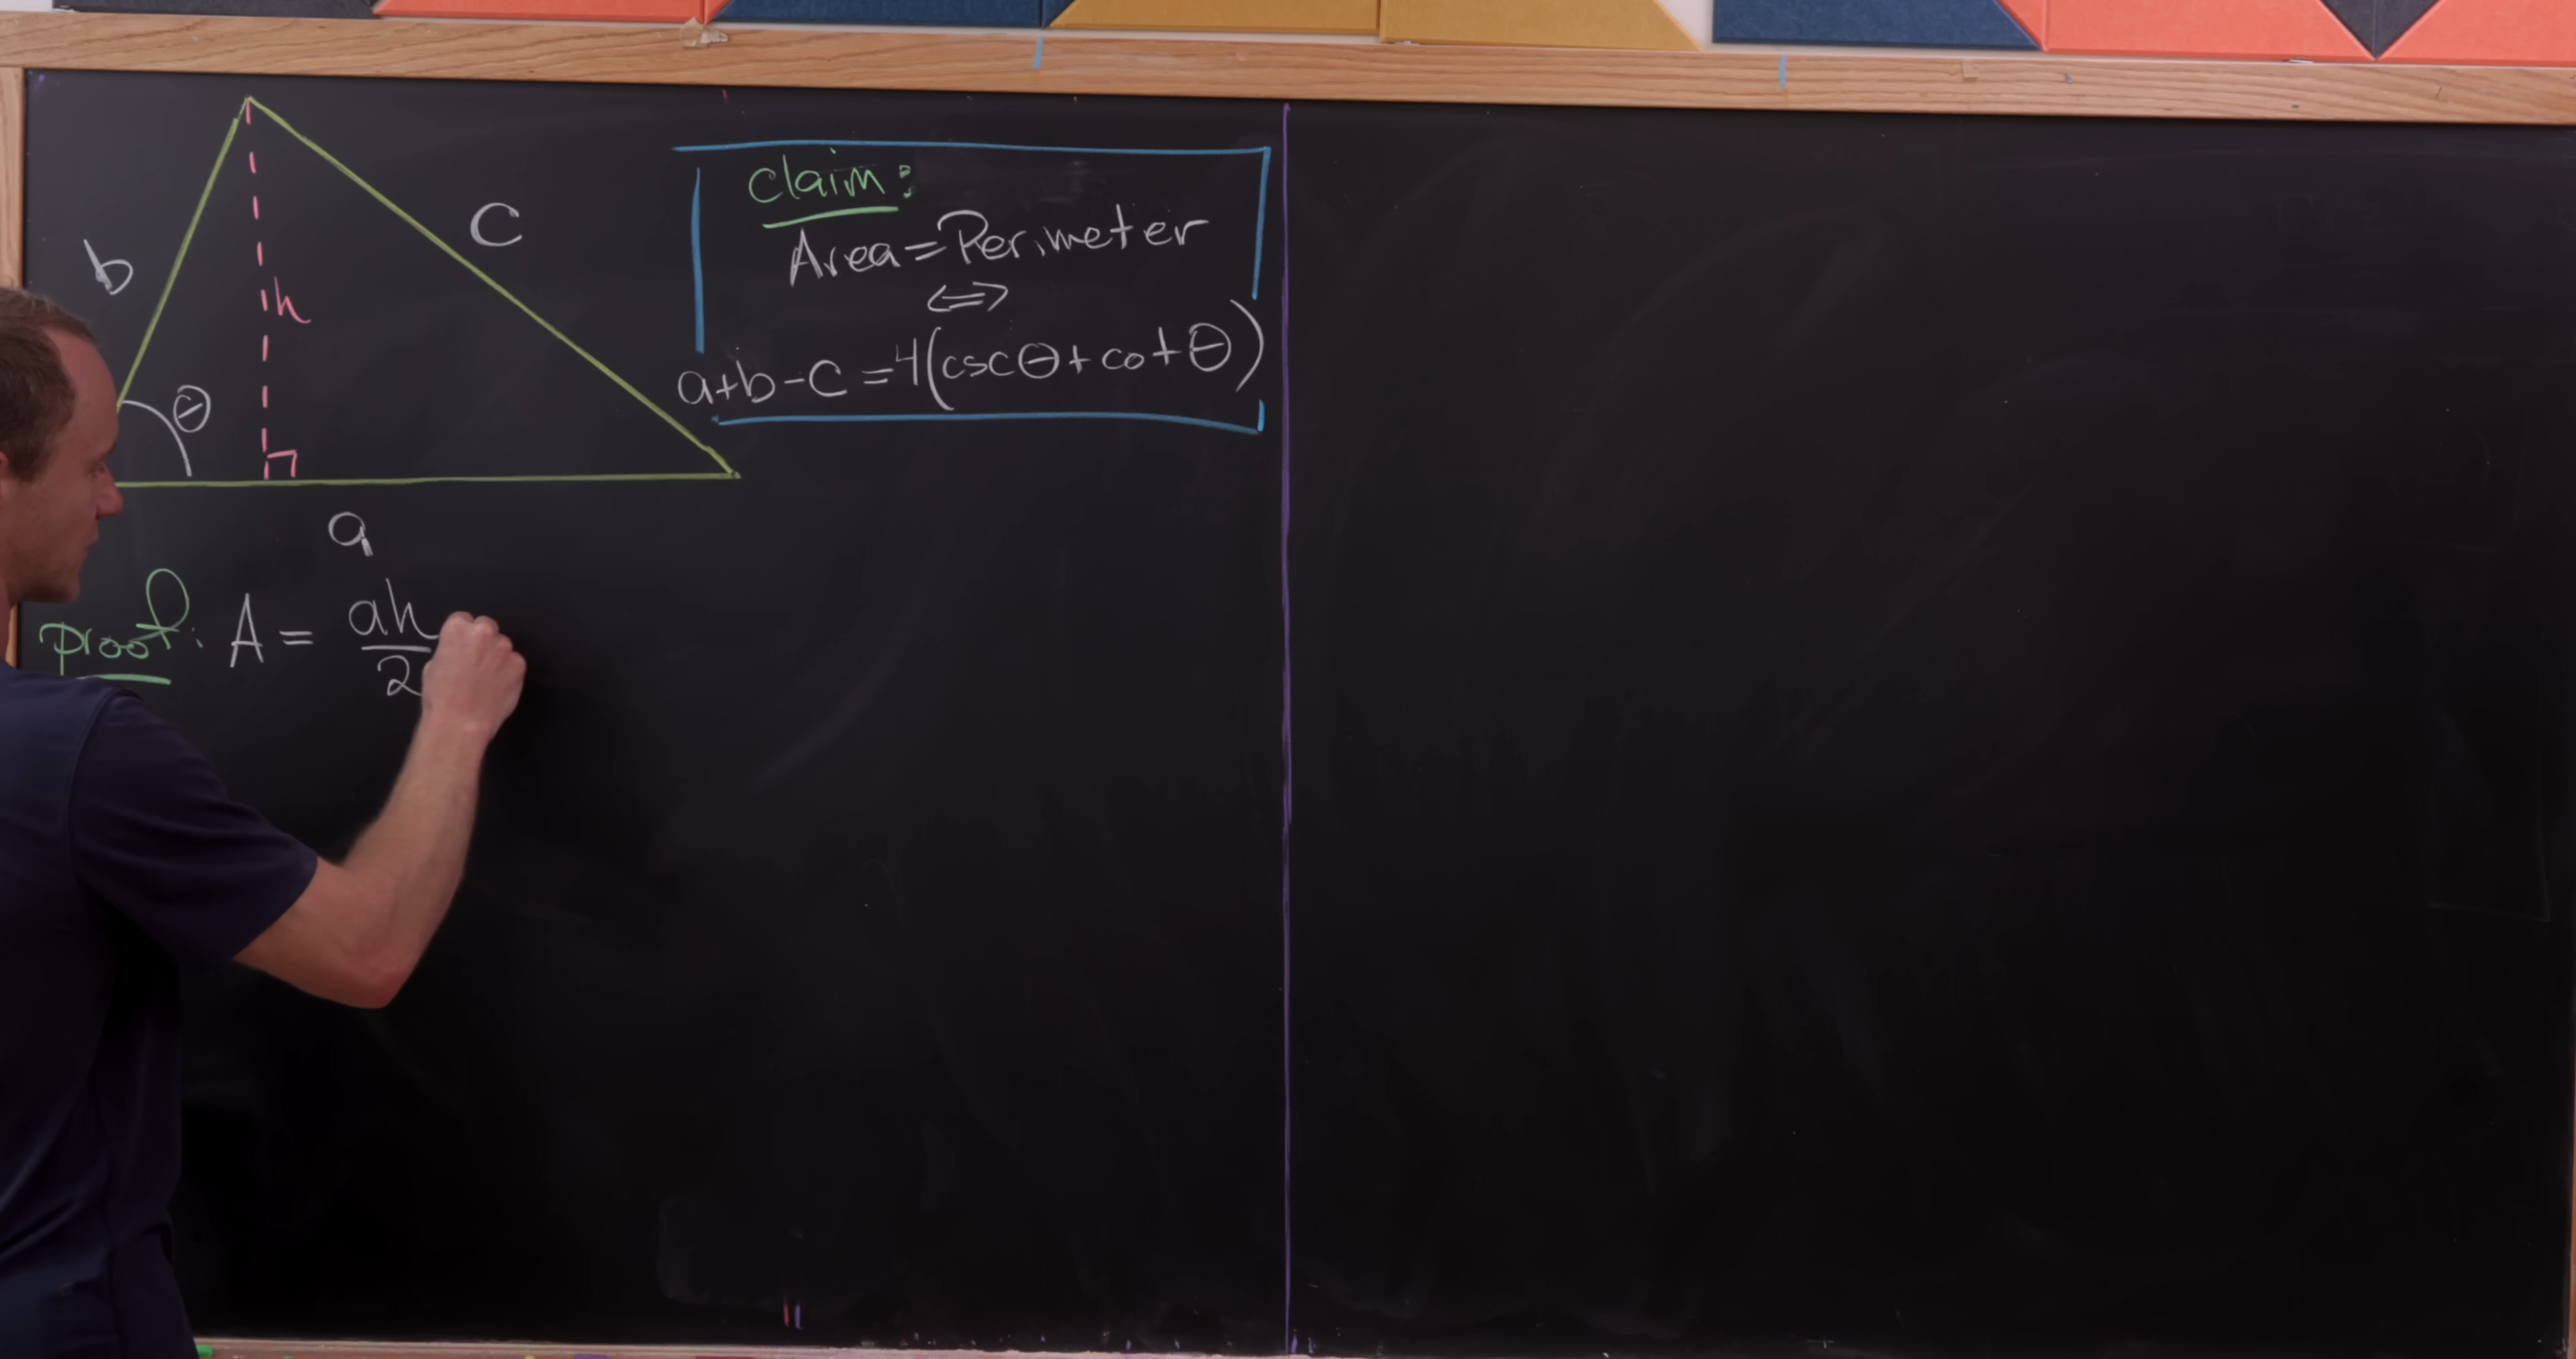 b
c
h
θ
a
claim:
Area = Perimeter
⇔
a+b-c = 4(cscθ + cotθ)
proof: A = ah/2